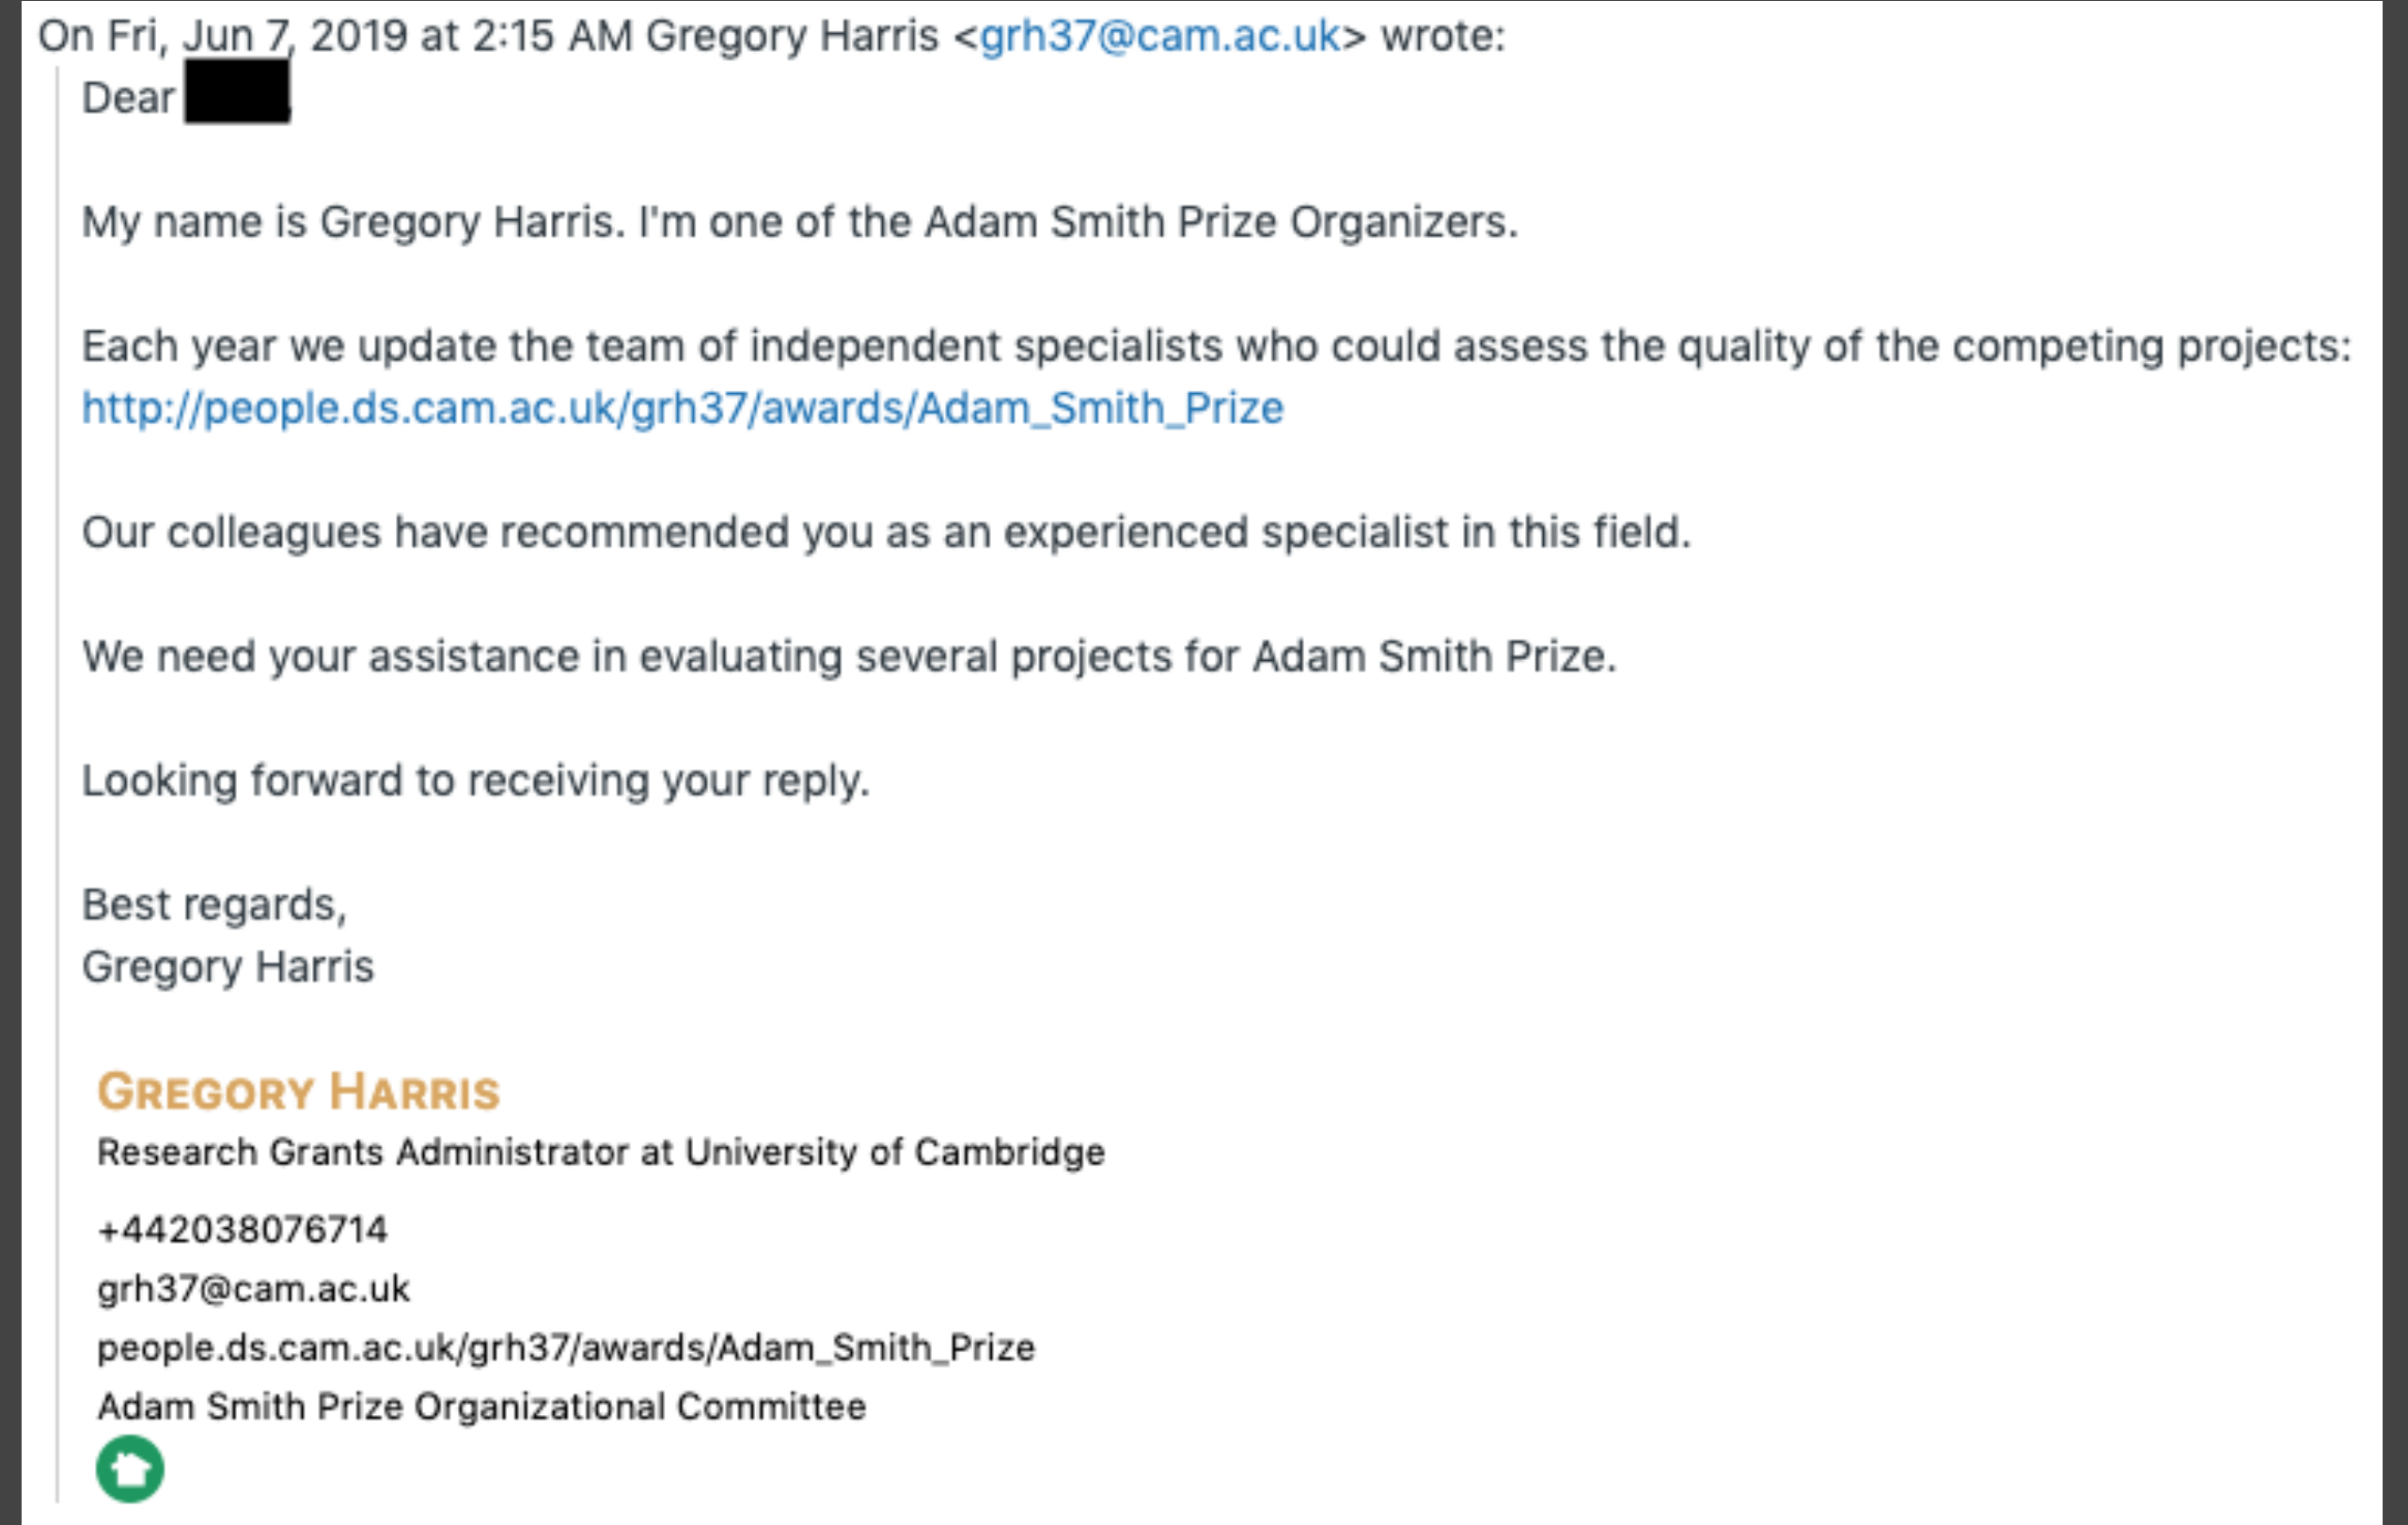 On Fri, Jun 7, 2019 at 2:15 AM Gregory Harris <grh37@cam.ac.uk> wrote:
Dear
My name is Gregory Harris. I'm one of the Adam Smith Prize Organizers.
Each year we update the team of independent specialists who could assess the quality of the competing projects:
http://people.ds.cam.ac.uk/grh37/awards/Adam_Smith_Prize
Our colleagues have recommended you as an experienced specialist in this field.
We need your assistance in evaluating several projects for Adam Smith Prize.
Looking forward to receiving your reply.
Best regards,
Gregory Harris
GREGORY HARRIS
Research Grants Administrator at University of Cambridge
+442038076714
grh37@cam.ac.uk
people.ds.cam.ac.uk/grh37/awards/Adam_Smith_Prize
Adam Smith Prize Organizational Committee